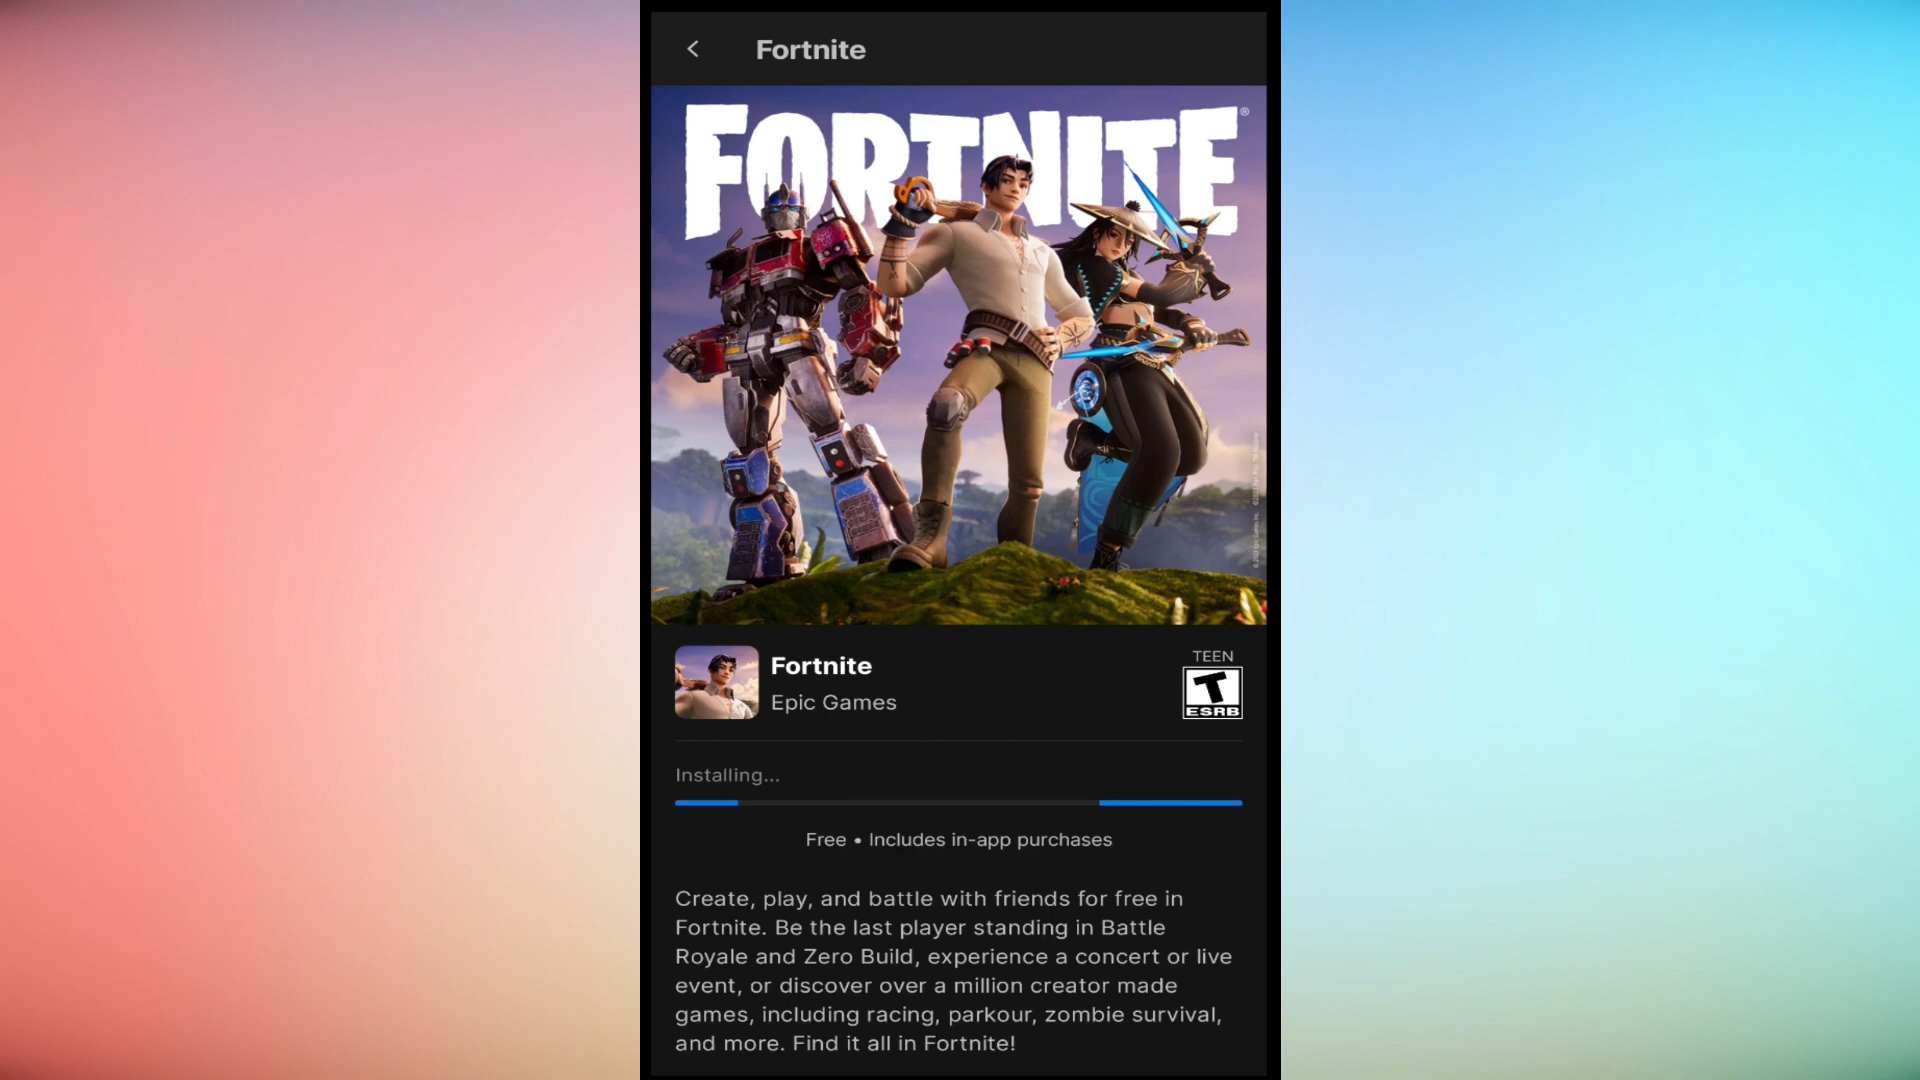 Fortnite
FORTNITE®
Fortnite
Epic Games
TEEN
T
ESRB
Installing...
Free • Includes in-app purchases
Create, play, and battle with friends for free in
Fortnite. Be the last player standing in Battle
Royale and Zero Build, experience a concert or live
event, or discover over a million creator made
games, including racing, parkour, zombie survival,
and more. Find it all in Fortnite!